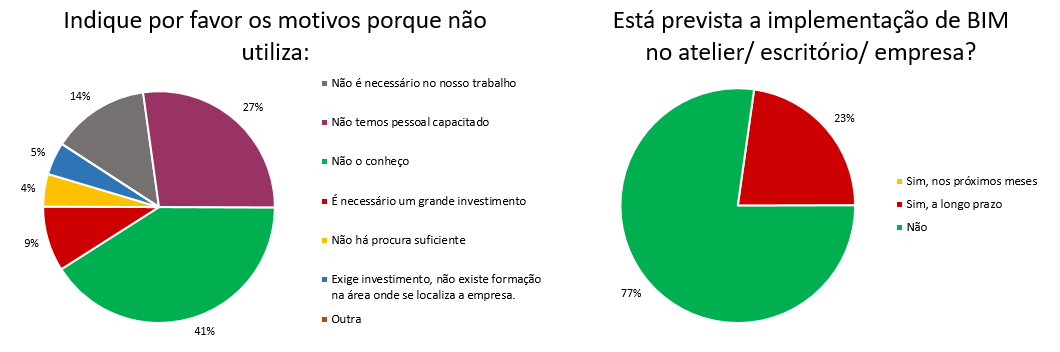 Indique por favor os motivos porque não
utiliza:
14%
27%
5%
4%
9%
41%
Não é necessário no nosso trabalho
Não temos pessoal capacitado
Não o conheço
É necessário um grande investimento
Não há procura suficiente
Exige investimento, não existe formação
na área onde se localiza a empresa.
Outra
Está prevista a implementação de BIM
no atelier/ escritório/ empresa?
23%
77%
Sim, nos próximos meses
Sim, a longo prazo
Não